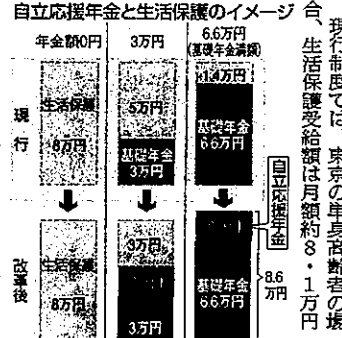 自立応援年金と生活保護のイメージ
年金額0円
3万円
6.6万円
(基礎年金満額)
現行
生活保護
8万円
5万円
基礎年金
3万円
1.4万円
基礎年金
6.6万円
改革後
生活保護
8万円
3万円
3万円
基礎年金
6.6万円
自立応援年金
8.6
万円
現行制度では、東京の単身高齢者の場
合、生活保護受給額は月額約8・1万円